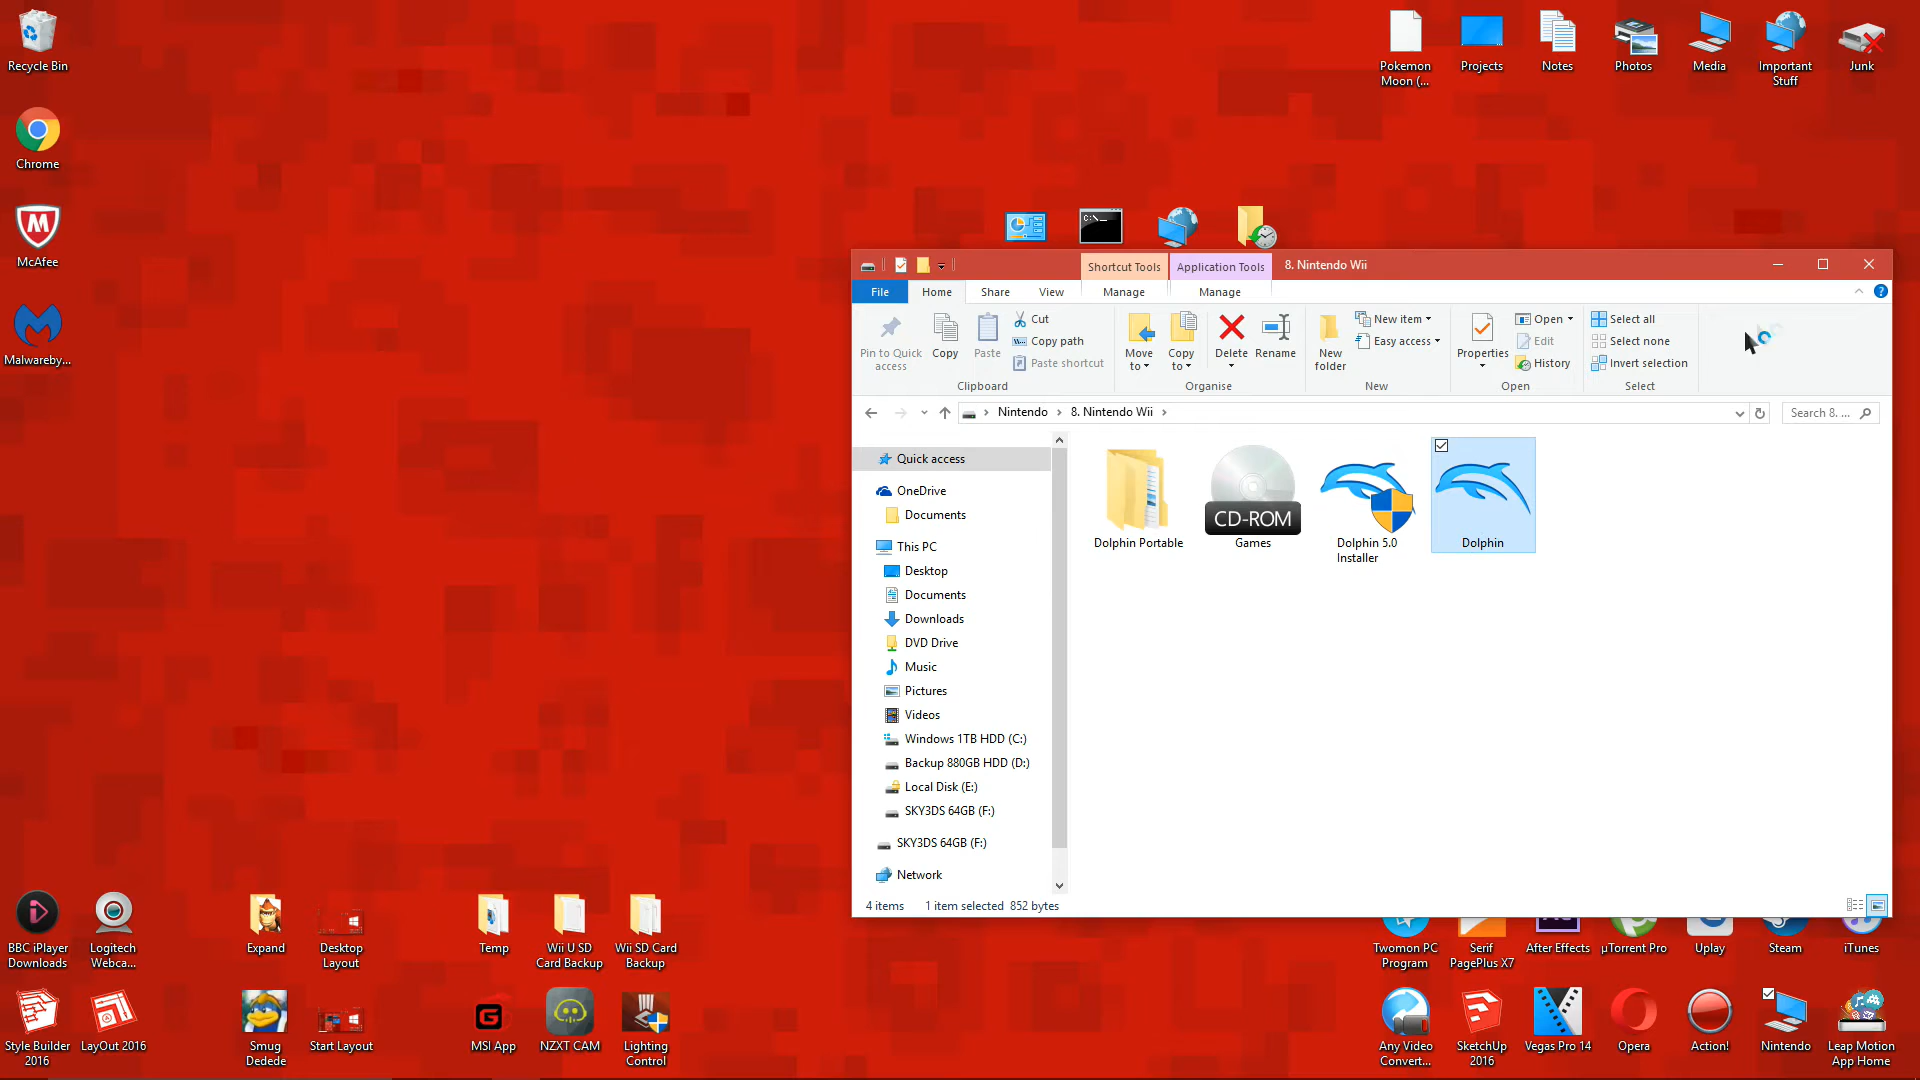 Recycle Bin
Chrome
McAfee
Malwareby...
Pokemon
Moon (...
Projects
Notes
Photos
Media
Important
Stuff
Junk
C:\_
Shortcut Tools
Application Tools
8. Nintendo Wii
File
Home
Share
View
Manage
Manage
Pin to Quick
access
Copy
Paste
Cut
Copy path
Paste shortcut
Clipboard
Move
to
Copy
to
Delete
Rename
Organise
New
folder
New item
Easy access
New
Properties
Open
Edit
History
Open
Select all
Select none
Invert selection
Select
Nintendo
8. Nintendo Wii
Search 8. ...
Quick access
OneDrive
Documents
This PC
Desktop
Documents
Downloads
DVD Drive
Music
Pictures
Videos
Windows 1TB HDD (C:)
Backup 880GB HDD (D:)
Local Disk (E:)
SKY3DS 64GB (F:)
SKY3DS 64GB (F:)
Network
Dolphin Portable
CD-ROM
Games
Dolphin 5.0
Installer
Dolphin
4 items
1 item selected 852 bytes
BBC iPlayer
Downloads
Logitech
Webca...
Expand
Desktop
Layout
Temp
Wii U SD
Card Backup
Wii SD Card
Backup
Twomon PC
Program
Serif
PagePlus X7
After Effects
µTorrent Pro
Uplay
Steam
iTunes
Style Builder
2016
LayOut 2016
Smug
Dedede
Start Layout
MSI App
NZXT CAM
Lighting
Control
Any Video
Convert...
SketchUp
2016
Vegas Pro 14
Opera
Action!
Nintendo
Leap Motion
App Home